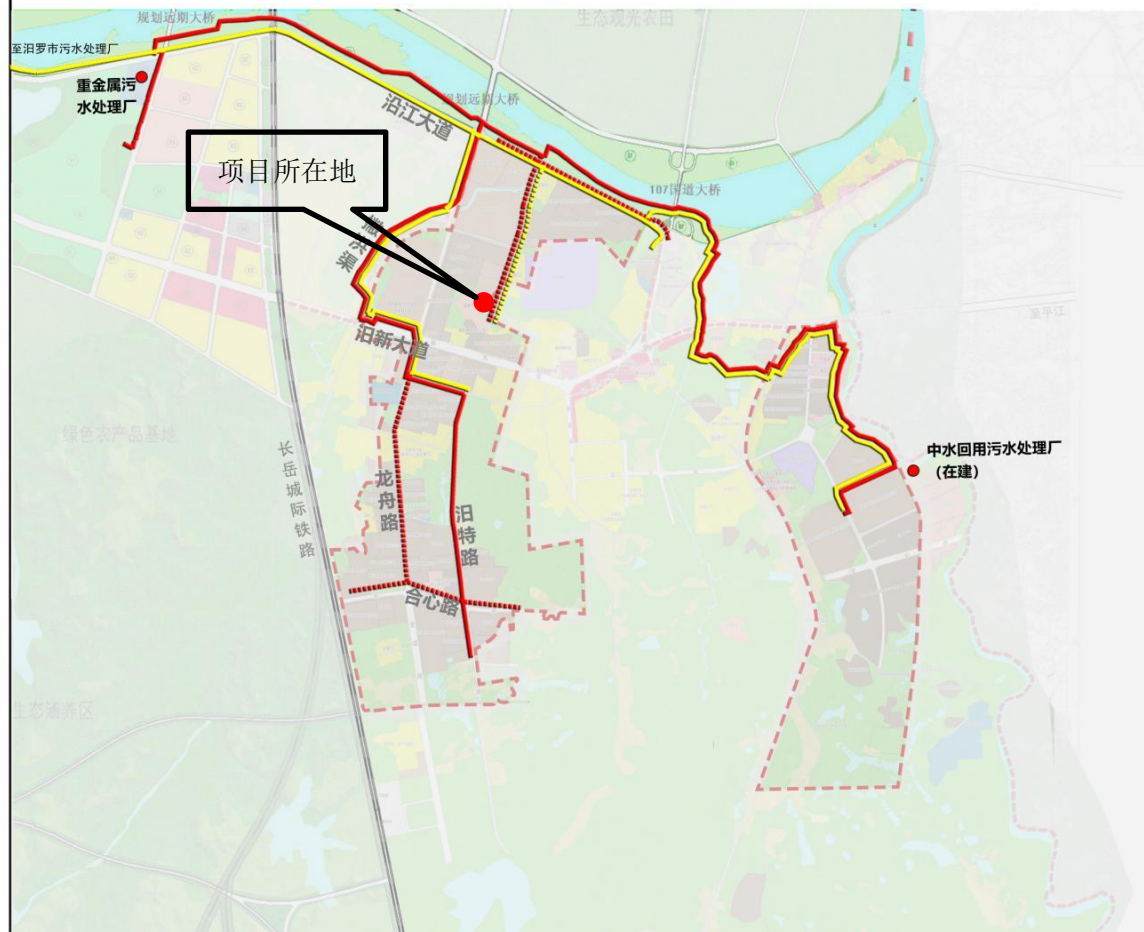 规划远期大桥
生态观光农田
至汨罗市污水处理厂
重金属污
水处理厂
沿江大道
规划远期大桥
项目所在地
107国道大桥
撇洪渠
至平江
汨新大道
绿色农产品基地
中水回用污水处理厂
(在建)
长岳城际铁路
龙舟路
汨特路
合心路
生态涵养区